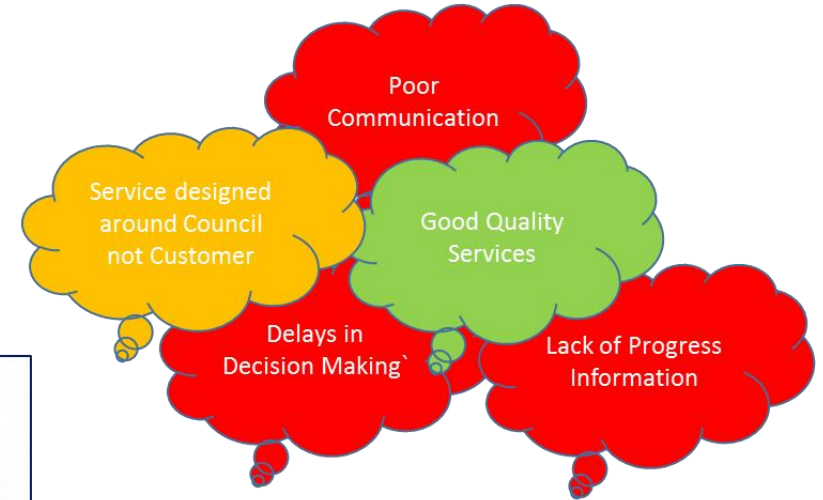 Poor
Communication
Service designed
around Council
not Customer
Good Quality
Services
Delays in
Decision Making`
Lack of Progress
Information